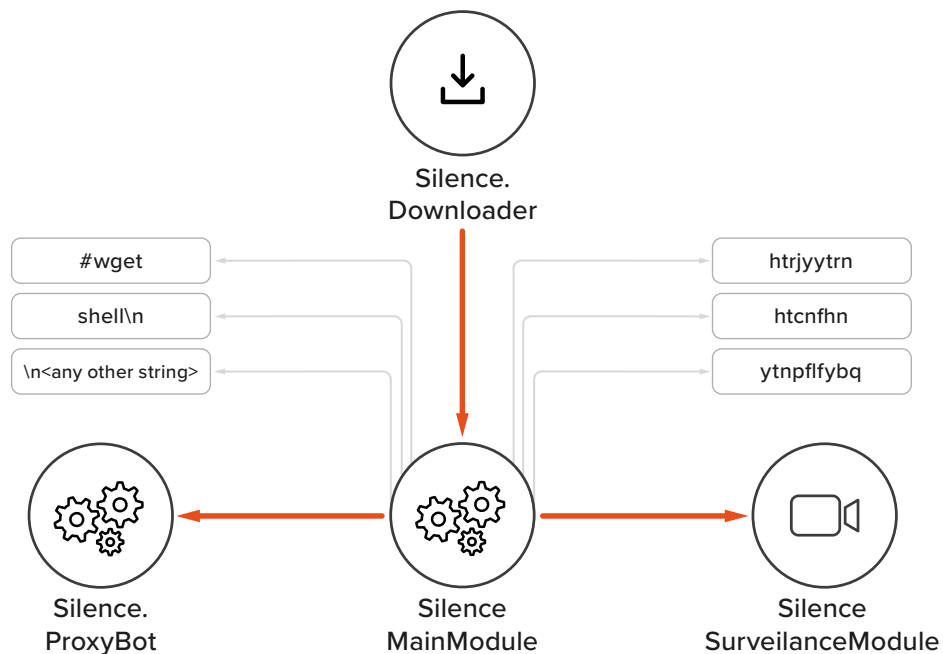 Silence.
Downloader
#wget
htrjyytrn
shell\n
htcnfhn
\n<any other string>
ytnpflfybq
Silence.
ProxyBot
Silence
MainModule
Silence
SurveilanceModule